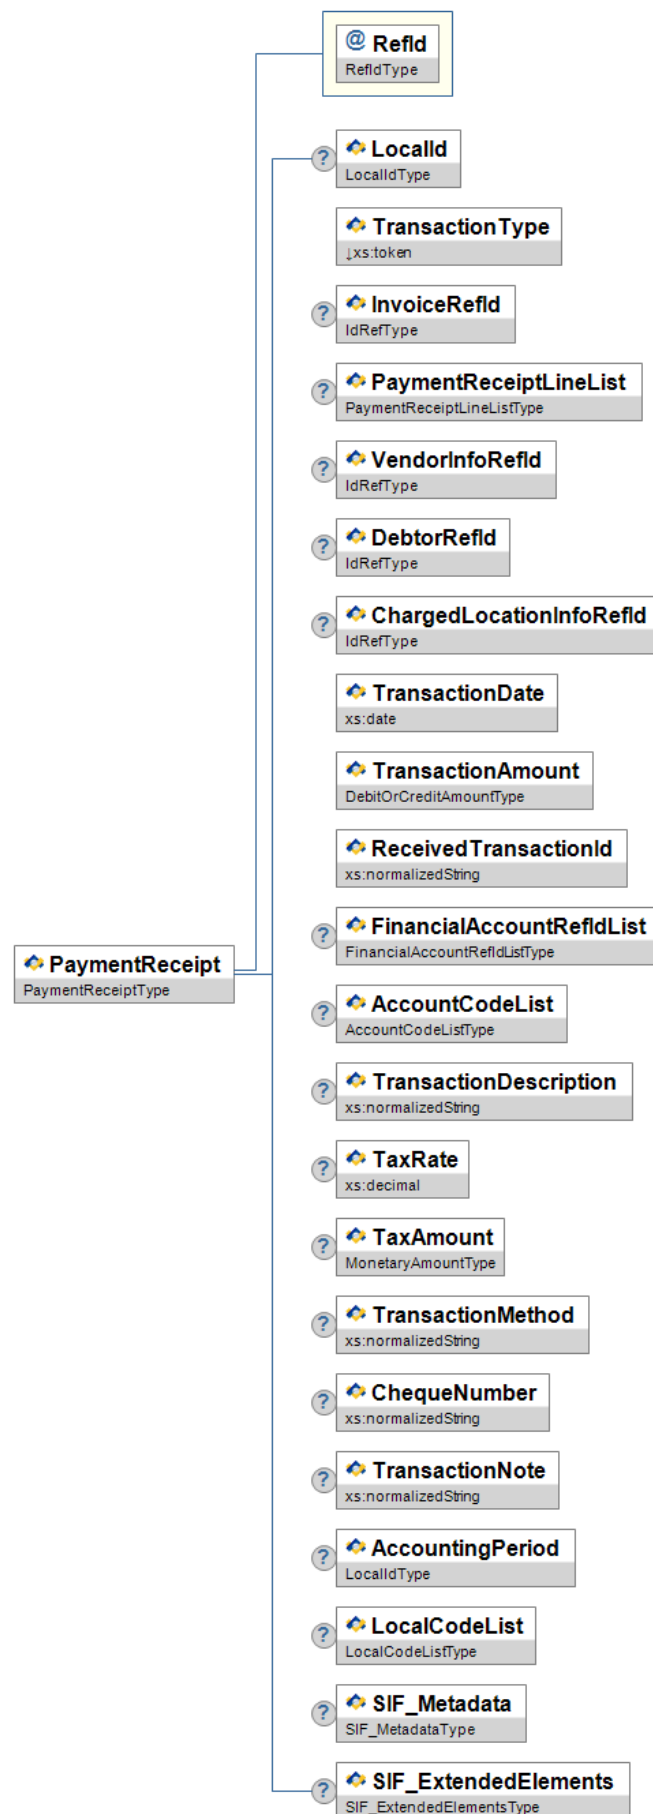 @ RefId
RefIdType
? LocalId
LocalIdType
TransactionType
↓xs:token
? InvoiceRefId
IdRefType
? PaymentReceiptLineList
PaymentReceiptLineListType
? VendorInfoRefId
IdRefType
? DebtorRefId
IdRefType
? ChargedLocationInfoRefId
IdRefType
TransactionDate
xs:date
TransactionAmount
DebitOrCreditAmountType
ReceivedTransactionId
xs:normalizedString
? FinancialAccountRefIdList
FinancialAccountRefIdListType
PaymentReceipt
PaymentReceiptType
? AccountCodeList
AccountCodeListType
? TransactionDescription
xs:normalizedString
? TaxRate
xs:decimal
? TaxAmount
MonetaryAmountType
? TransactionMethod
xs:normalizedString
? ChequeNumber
xs:normalizedString
? TransactionNote
xs:normalizedString
? AccountingPeriod
LocalIdType
? LocalCodeList
LocalCodeListType
? SIF_Metadata
SIF_MetadataType
? SIF_ExtendedElements
SIF_ExtendedElementsType